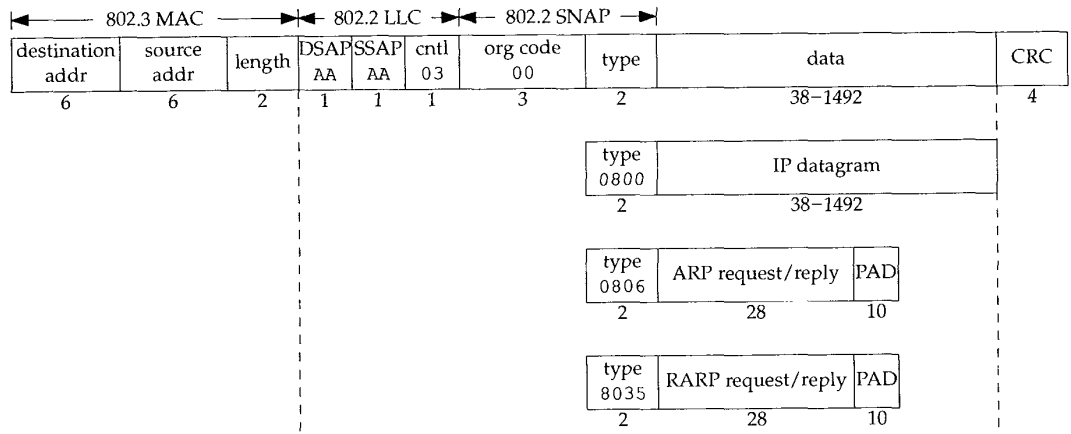 802.3 MAC 802.2 LLC 802.2 SNAP
destination addr source addr length DSAP AA SSAP AA cntl 03 org code 00 type data CRC
6 6 2 1 1 1 3 2 38–1492 4
type 0800 IP datagram
2 38–1492
type 0806 ARP request/reply PAD
2 28 10
type 8035 RARP request/reply PAD
2 28 10